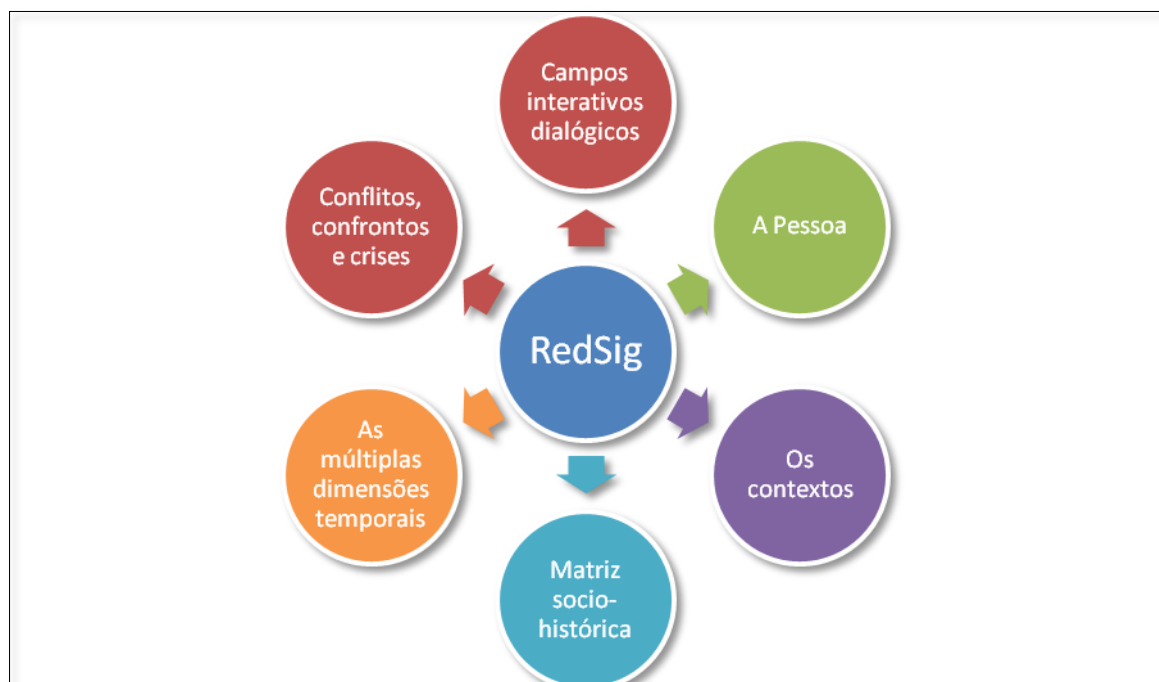 Campos
interativos
dialógicos
A Pessoa
Os
contextos
Matriz
socio-
histórica
As
múltiplas
dimensões
temporais
Conflitos,
confrontos
e crises
RedSig